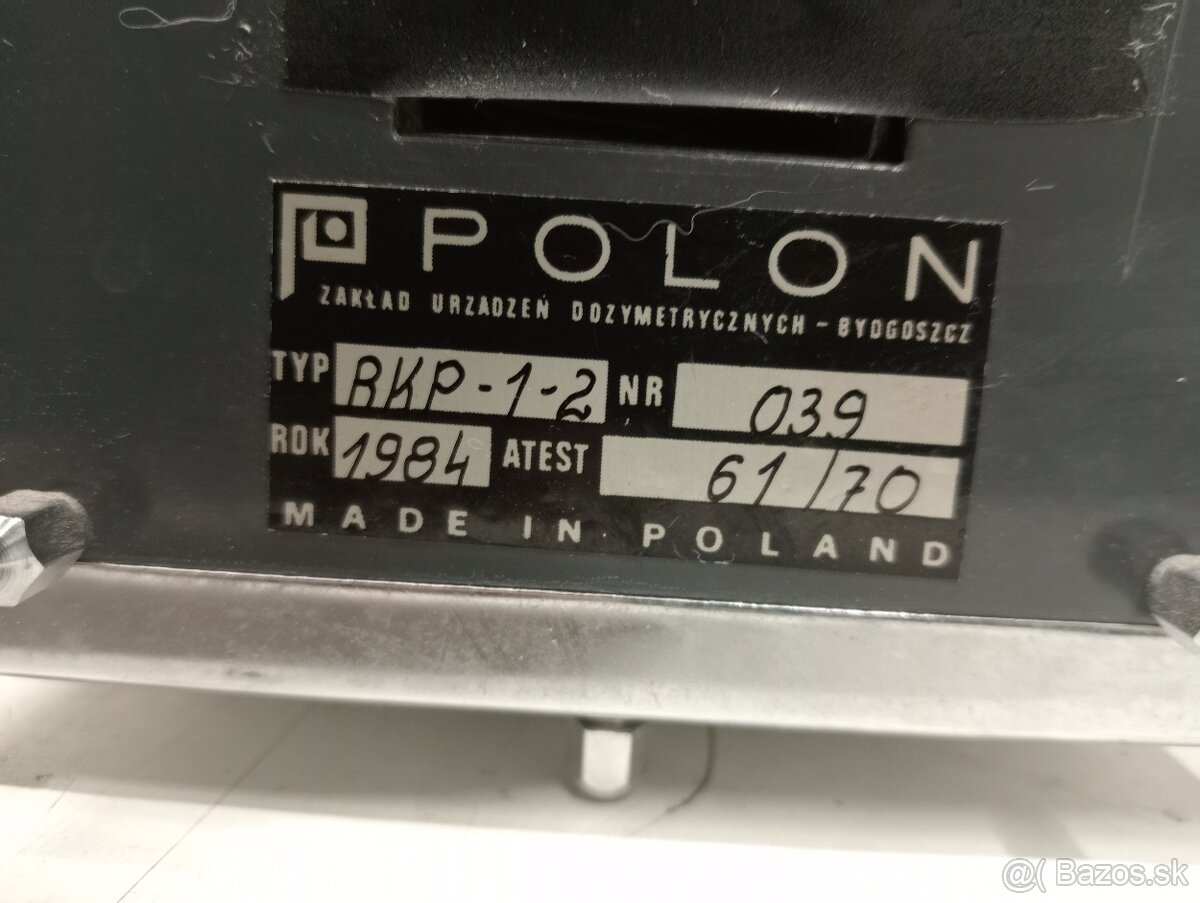 POLON
ZAKŁAD URZĄDZEŃ DOZYMETRYCZNYCH - BYDGOSZCZ
TYP RKP-1-2 NR 039
ROK 1984 ATEST 61/70
MADE IN POLAND
@( Bazos.sk